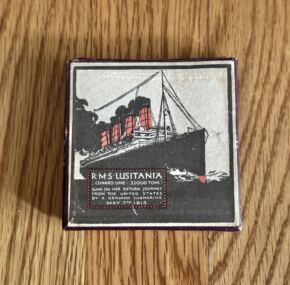 R·M·S·LUSITANIA
CUNARD LINE - 32000 TONS
SUNK ON HER RETURN JOURNEY
FROM THE UNITED STATES
BY A GERMAN SUBMARINE
MAY 7TH 1915